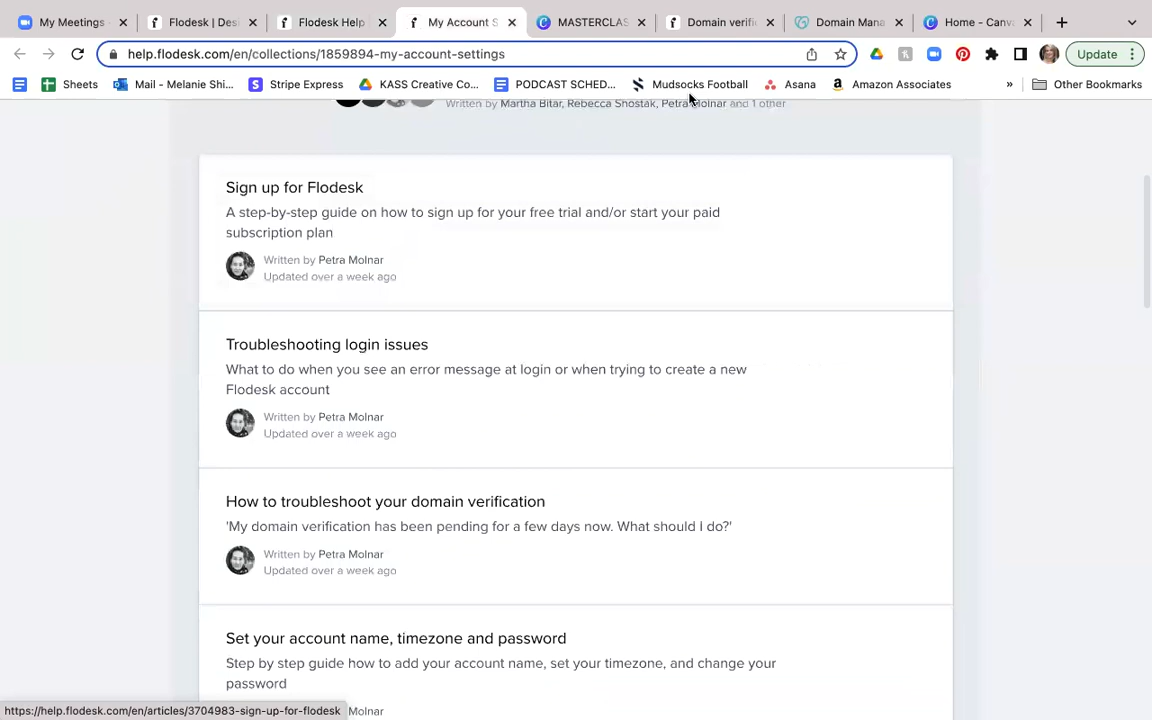 My Meetings
Flodesk | Des
Flodesk Help
My Account S
MASTERCLAS
Domain verifi
Domain Mana
Home – Canv
help.flodesk.com/en/collections/1859894-my-account-settings
Update
Sheets
Mail - Melanie Shi...
Stripe Express
KASS Creative Co...
PODCAST SCHED...
Mudsocks Football
Asana
Amazon Associates
»
Other Bookmarks
Written by Martha Bitar, Rebecca Shostak, Petra Molnar and 1 other
Sign up for Flodesk
A step-by-step guide on how to sign up for your free trial and/or start your paid
subscription plan
Written by Petra Molnar
Updated over a week ago
Troubleshooting login issues
What to do when you see an error message at login or when trying to create a new
Flodesk account
Written by Petra Molnar
Updated over a week ago
How to troubleshoot your domain verification
'My domain verification has been pending for a few days now. What should I do?'
Written by Petra Molnar
Updated over a week ago
Set your account name, timezone and password
Step by step guide how to add your account name, set your timezone, and change your
password
https://help.flodesk.com/en/articles/3704983-sign-up-for-flodesk
Molnar